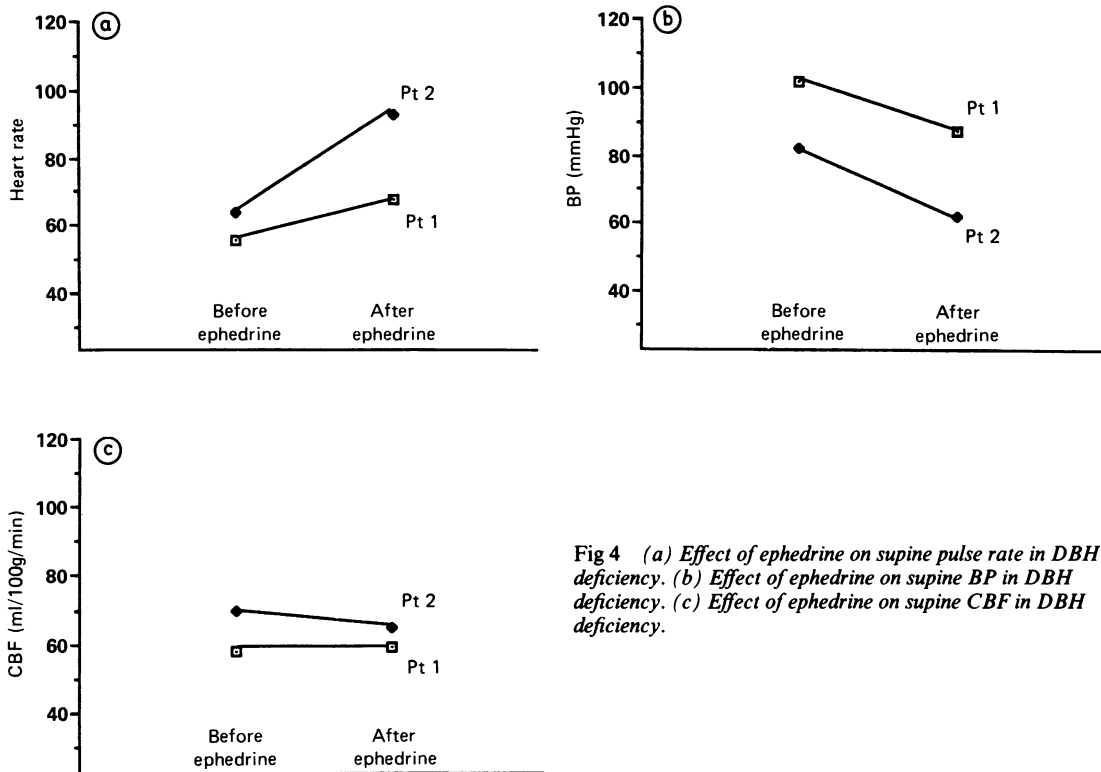 a
120
100
80
60
40
Heart rate
Pt 2
Pt 1
Before
ephedrine
After
ephedrine
b
120
100
80
60
40
BP (mmHg)
Pt 1
Pt 2
Before
ephedrine
After
ephedrine
c
120
100
80
60
40
CBF (ml/100g/min)
Pt 2
Pt 1
Before
ephedrine
After
ephedrine
Fig 4 (a) Effect of ephedrine on supine pulse rate in DBH
deficiency. (b) Effect of ephedrine on supine BP in DBH
deficiency. (c) Effect of ephedrine on supine CBF in DBH
deficiency.